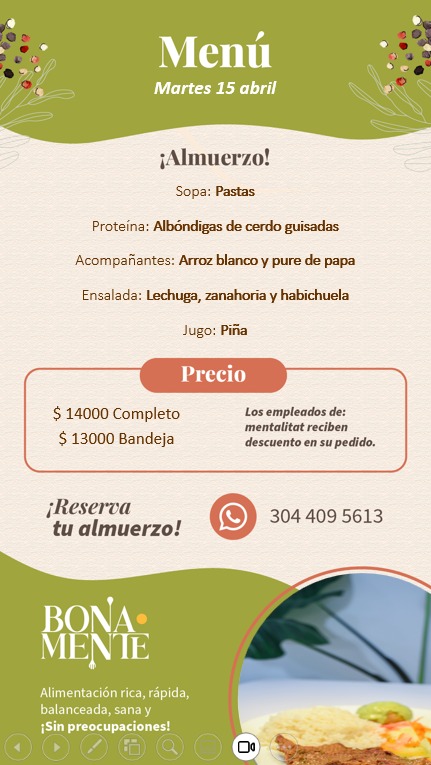 Menú
Martes 15 abril
¡Almuerzo!
Sopa: Pastas
Proteína: Albóndigas de cerdo guisadas
Acompañantes: Arroz blanco y pure de papa
Ensalada: Lechuga, zanahoria y habichuela
Jugo: Piña
Precio
$ 14000 Completo
$ 13000 Bandeja
Los empleados de:
mentalitat reciben
descuento en su pedido.
¡Reserva
tu almuerzo!
304 409 5613
BONA
MENTE
Alimentación rica, rápida,
balanceada, sana y
¡Sin preocupaciones!